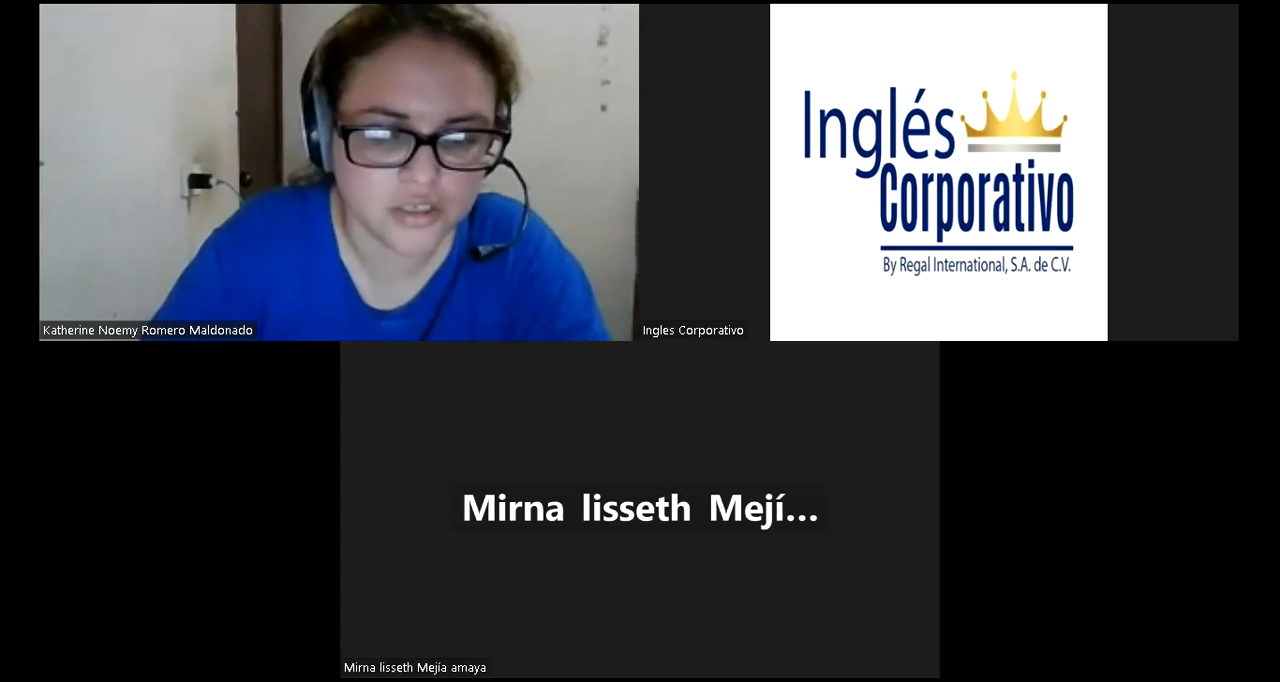 Inglés
Corporativo
By Regal International, S.A. de C.V.
Katherine Noemy Romero Maldonado
Ingles Corporativo
Mirna lisseth Mejí...
Mirna lisseth Mejía amaya